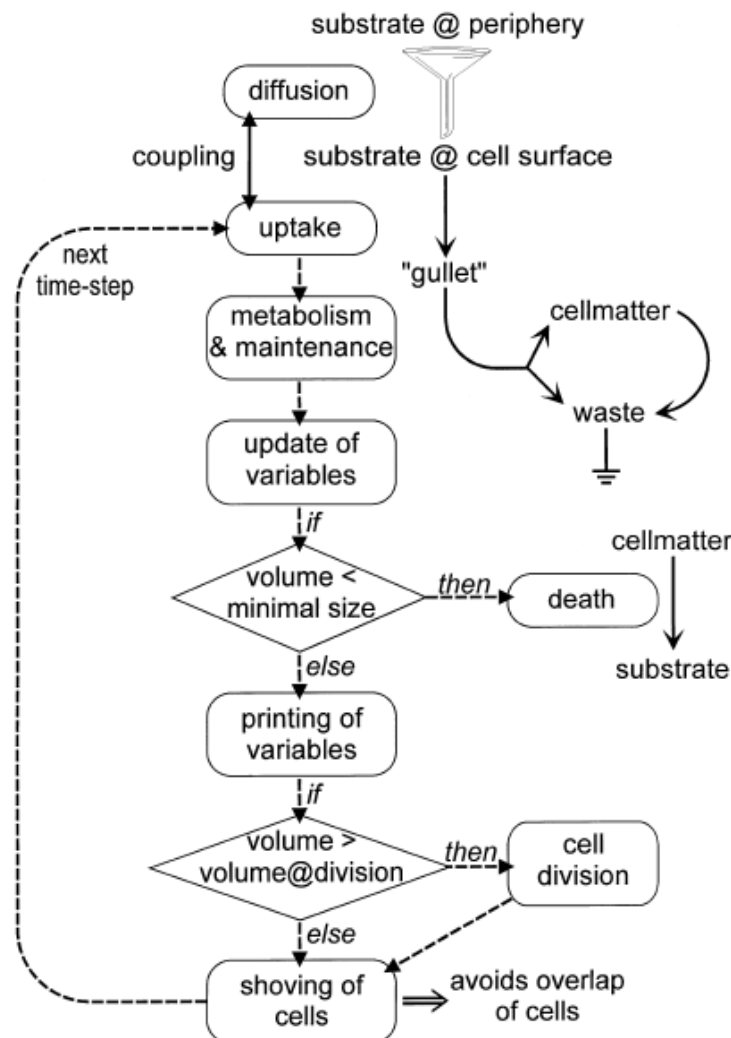 substrate @ periphery
diffusion
coupling
substrate @ cell surface
uptake
next
time-step
"gullet"
metabolism
& maintenance
cellmatter
waste
update of
variables
if
volume <
minimal size
then
death
cellmatter
substrate
else
printing of
variables
if
volume >
volume@division
then
cell
division
else
shoving of
cells
avoids overlap
of cells